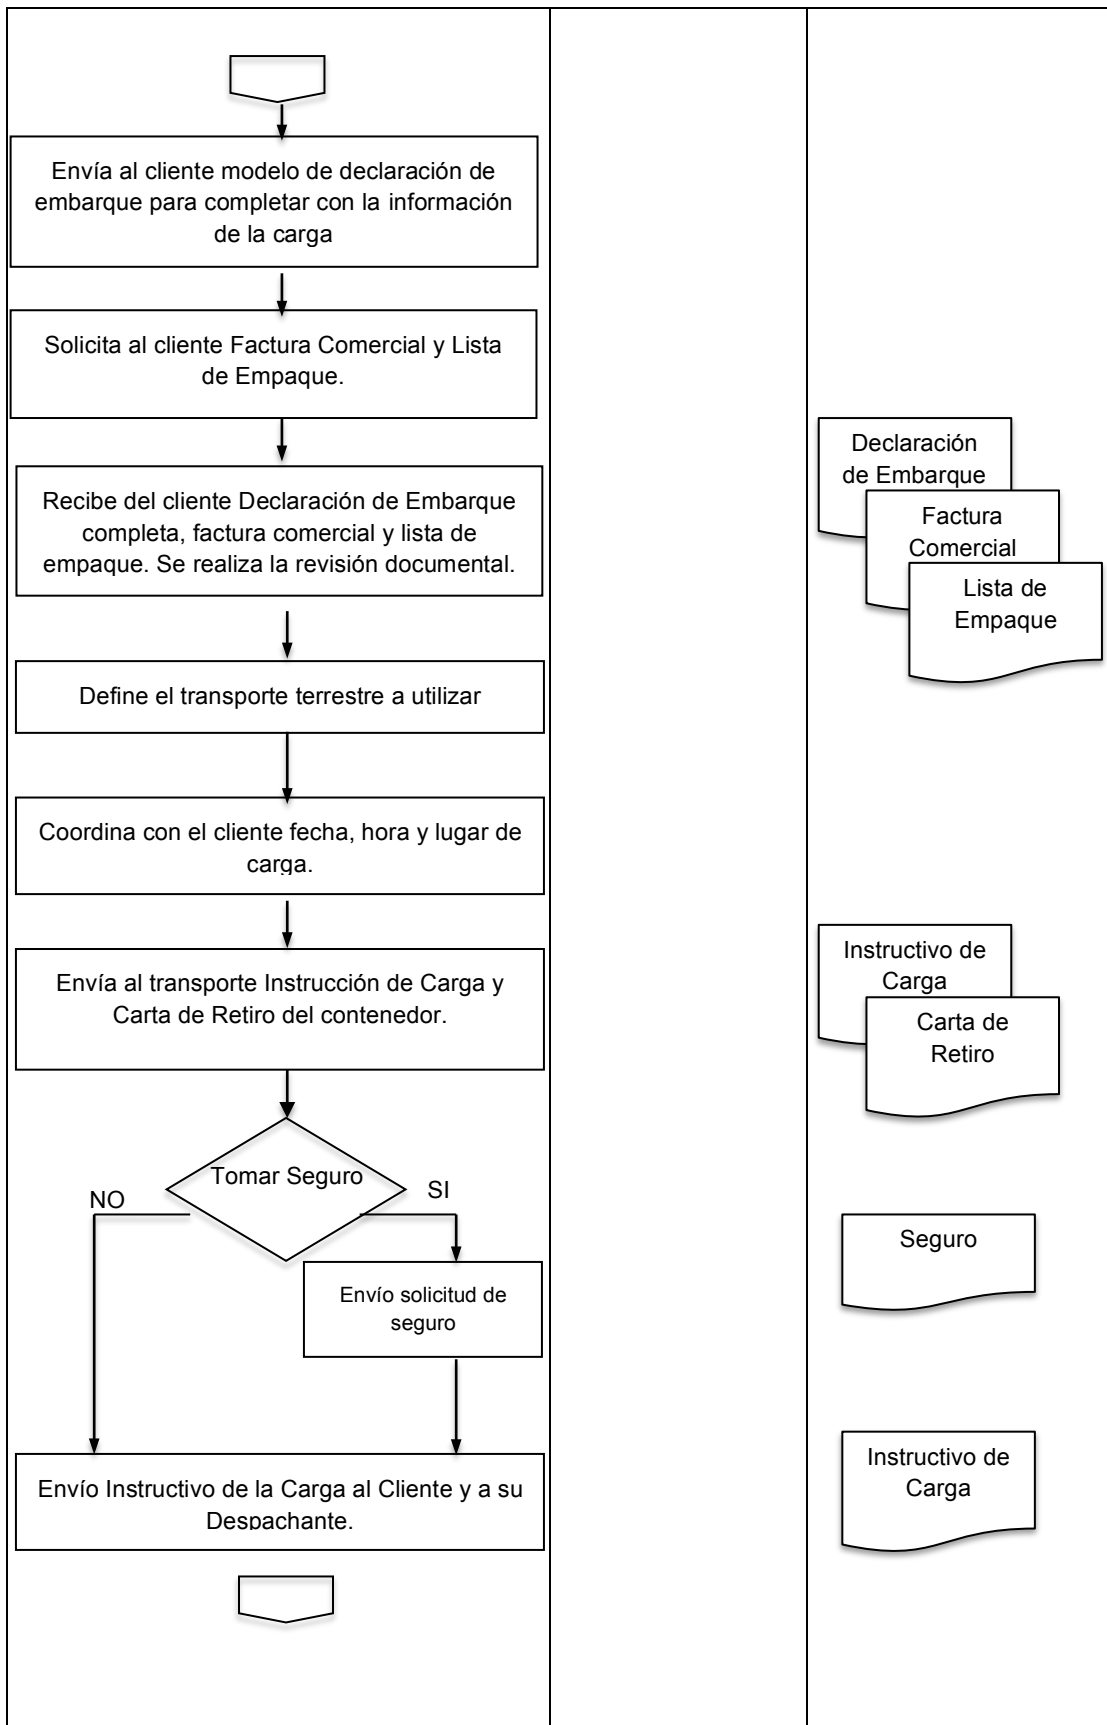 Envía al cliente modelo de declaración de
embarque para completar con la información
de la carga
Solicita al cliente Factura Comercial y Lista
de Empaque.
Recibe del cliente Declaración de Embarque
completa, factura comercial y lista de
empaque. Se realiza la revisión documental.
Declaración
de Embarque
Factura
Comercial
Lista de
Empaque
Define el transporte terrestre a utilizar
Coordina con el cliente fecha, hora y lugar de
carga.
Envía al transporte Instrucción de Carga y
Carta de Retiro del contenedor.
Instructivo de
Carga
Carta de
Retiro
Tomar Seguro
NO
SI
Envío solicitud de
seguro
Seguro
Envío Instructivo de la Carga al Cliente y a su
Despachante.
Instructivo de
Carga